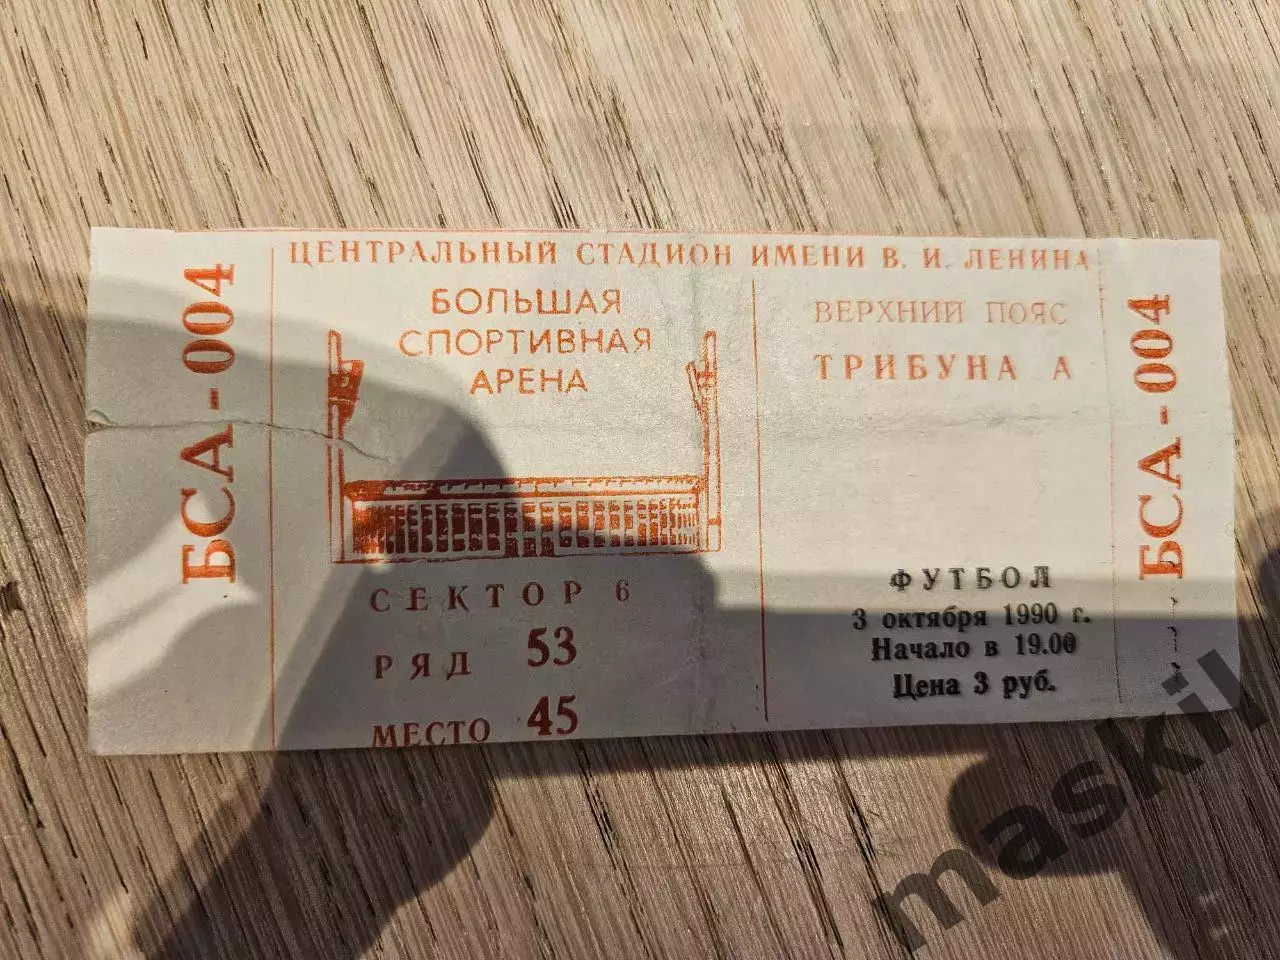 БСА-004
ЦЕНТРАЛЬНЫЙ СТАДИОН ИМЕНИ В. И. ЛЕНИНА
БОЛЬШАЯ
СПОРТИВНАЯ
АРЕНА
СЕКТОР 6
РЯД 53
МЕСТО 45
ВЕРХНИЙ ПОЯС
ТРИБУНА А
ФУТБОЛ
3 октября 1990 г.
Начало в 19.00
Цена 3 руб.
БСА-004